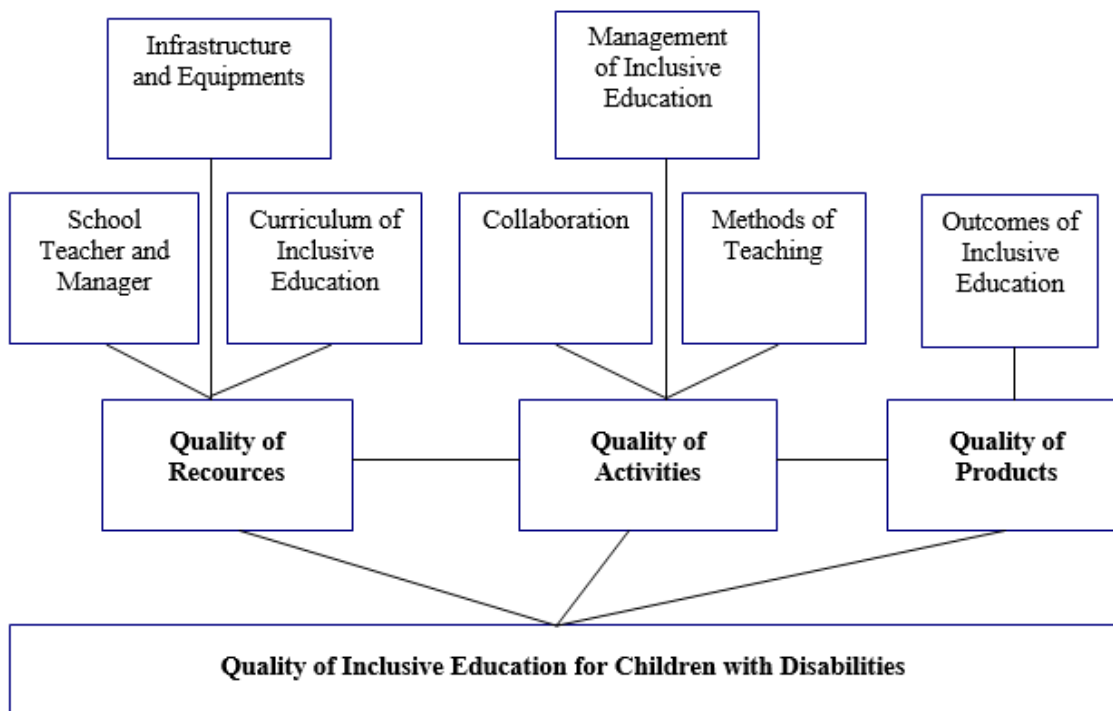 Infrastructure
and Equipments
Management
of Inclusive
Education
School
Teacher and
Manager
Curriculum of
Inclusive
Education
Collaboration
Methods of
Teaching
Outcomes of
Inclusive
Education
Quality of
Recources
Quality of
Activities
Quality of
Products
Quality of Inclusive Education for Children with Disabilities